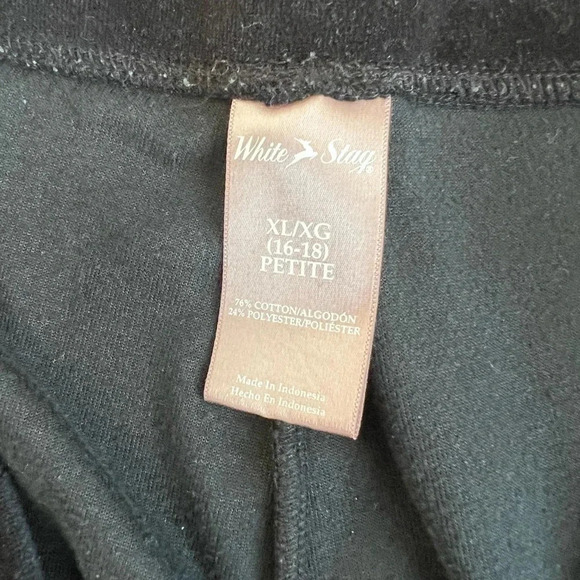 White Stag®
XL/XG
(16-18)
PETITE
76% COTTON/ALGODÓN
24% POLYESTER/POLIÉSTER
Made In Indonesia
Hecho En Indonesia